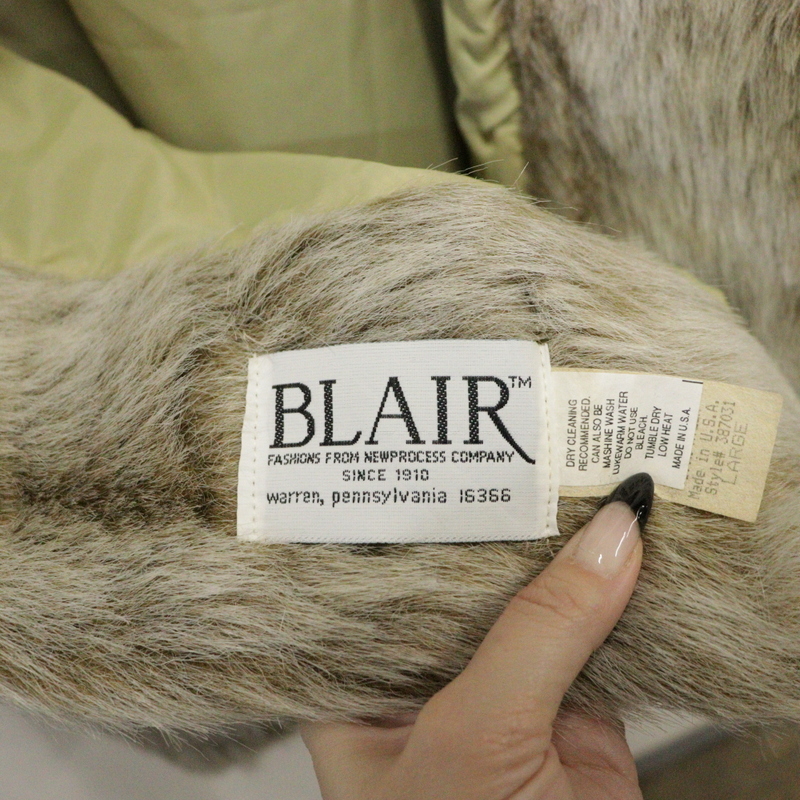 BLAIR™
FASHIONS FROM NEWPROCESS COMPANY
SINCE 1910
warren, pennsylvania 16366
DRY CLEANING
RECOMMENDED.
CAN ALSO BE
MASHINE WASH
LUKEWARM WATER
DO NOT USE
BLEACH.
TUMBLE DRY
LOW HEAT
MADE IN U.S.A.
Made in U.S.A.
Style# 387031
LARGE